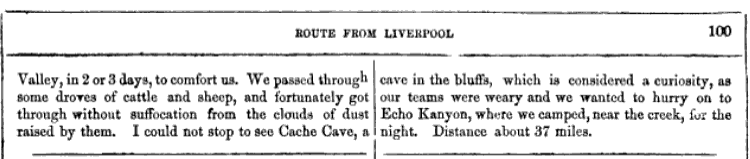 ROUTE FROM LIVERPOOL
100
Valley, in 2 or 3 days, to comfort us. We passed through
some droves of cattle and sheep, and fortunately got
through without suffocation from the clouds of dust
raised by them. I could not stop to see Cache Cave, a
cave in the bluffs, which is considered a curiosity, as
our teams were weary and we wanted to hurry on to
Echo Kanyon, where we camped, near the creek, for the
night. Distance about 37 miles.